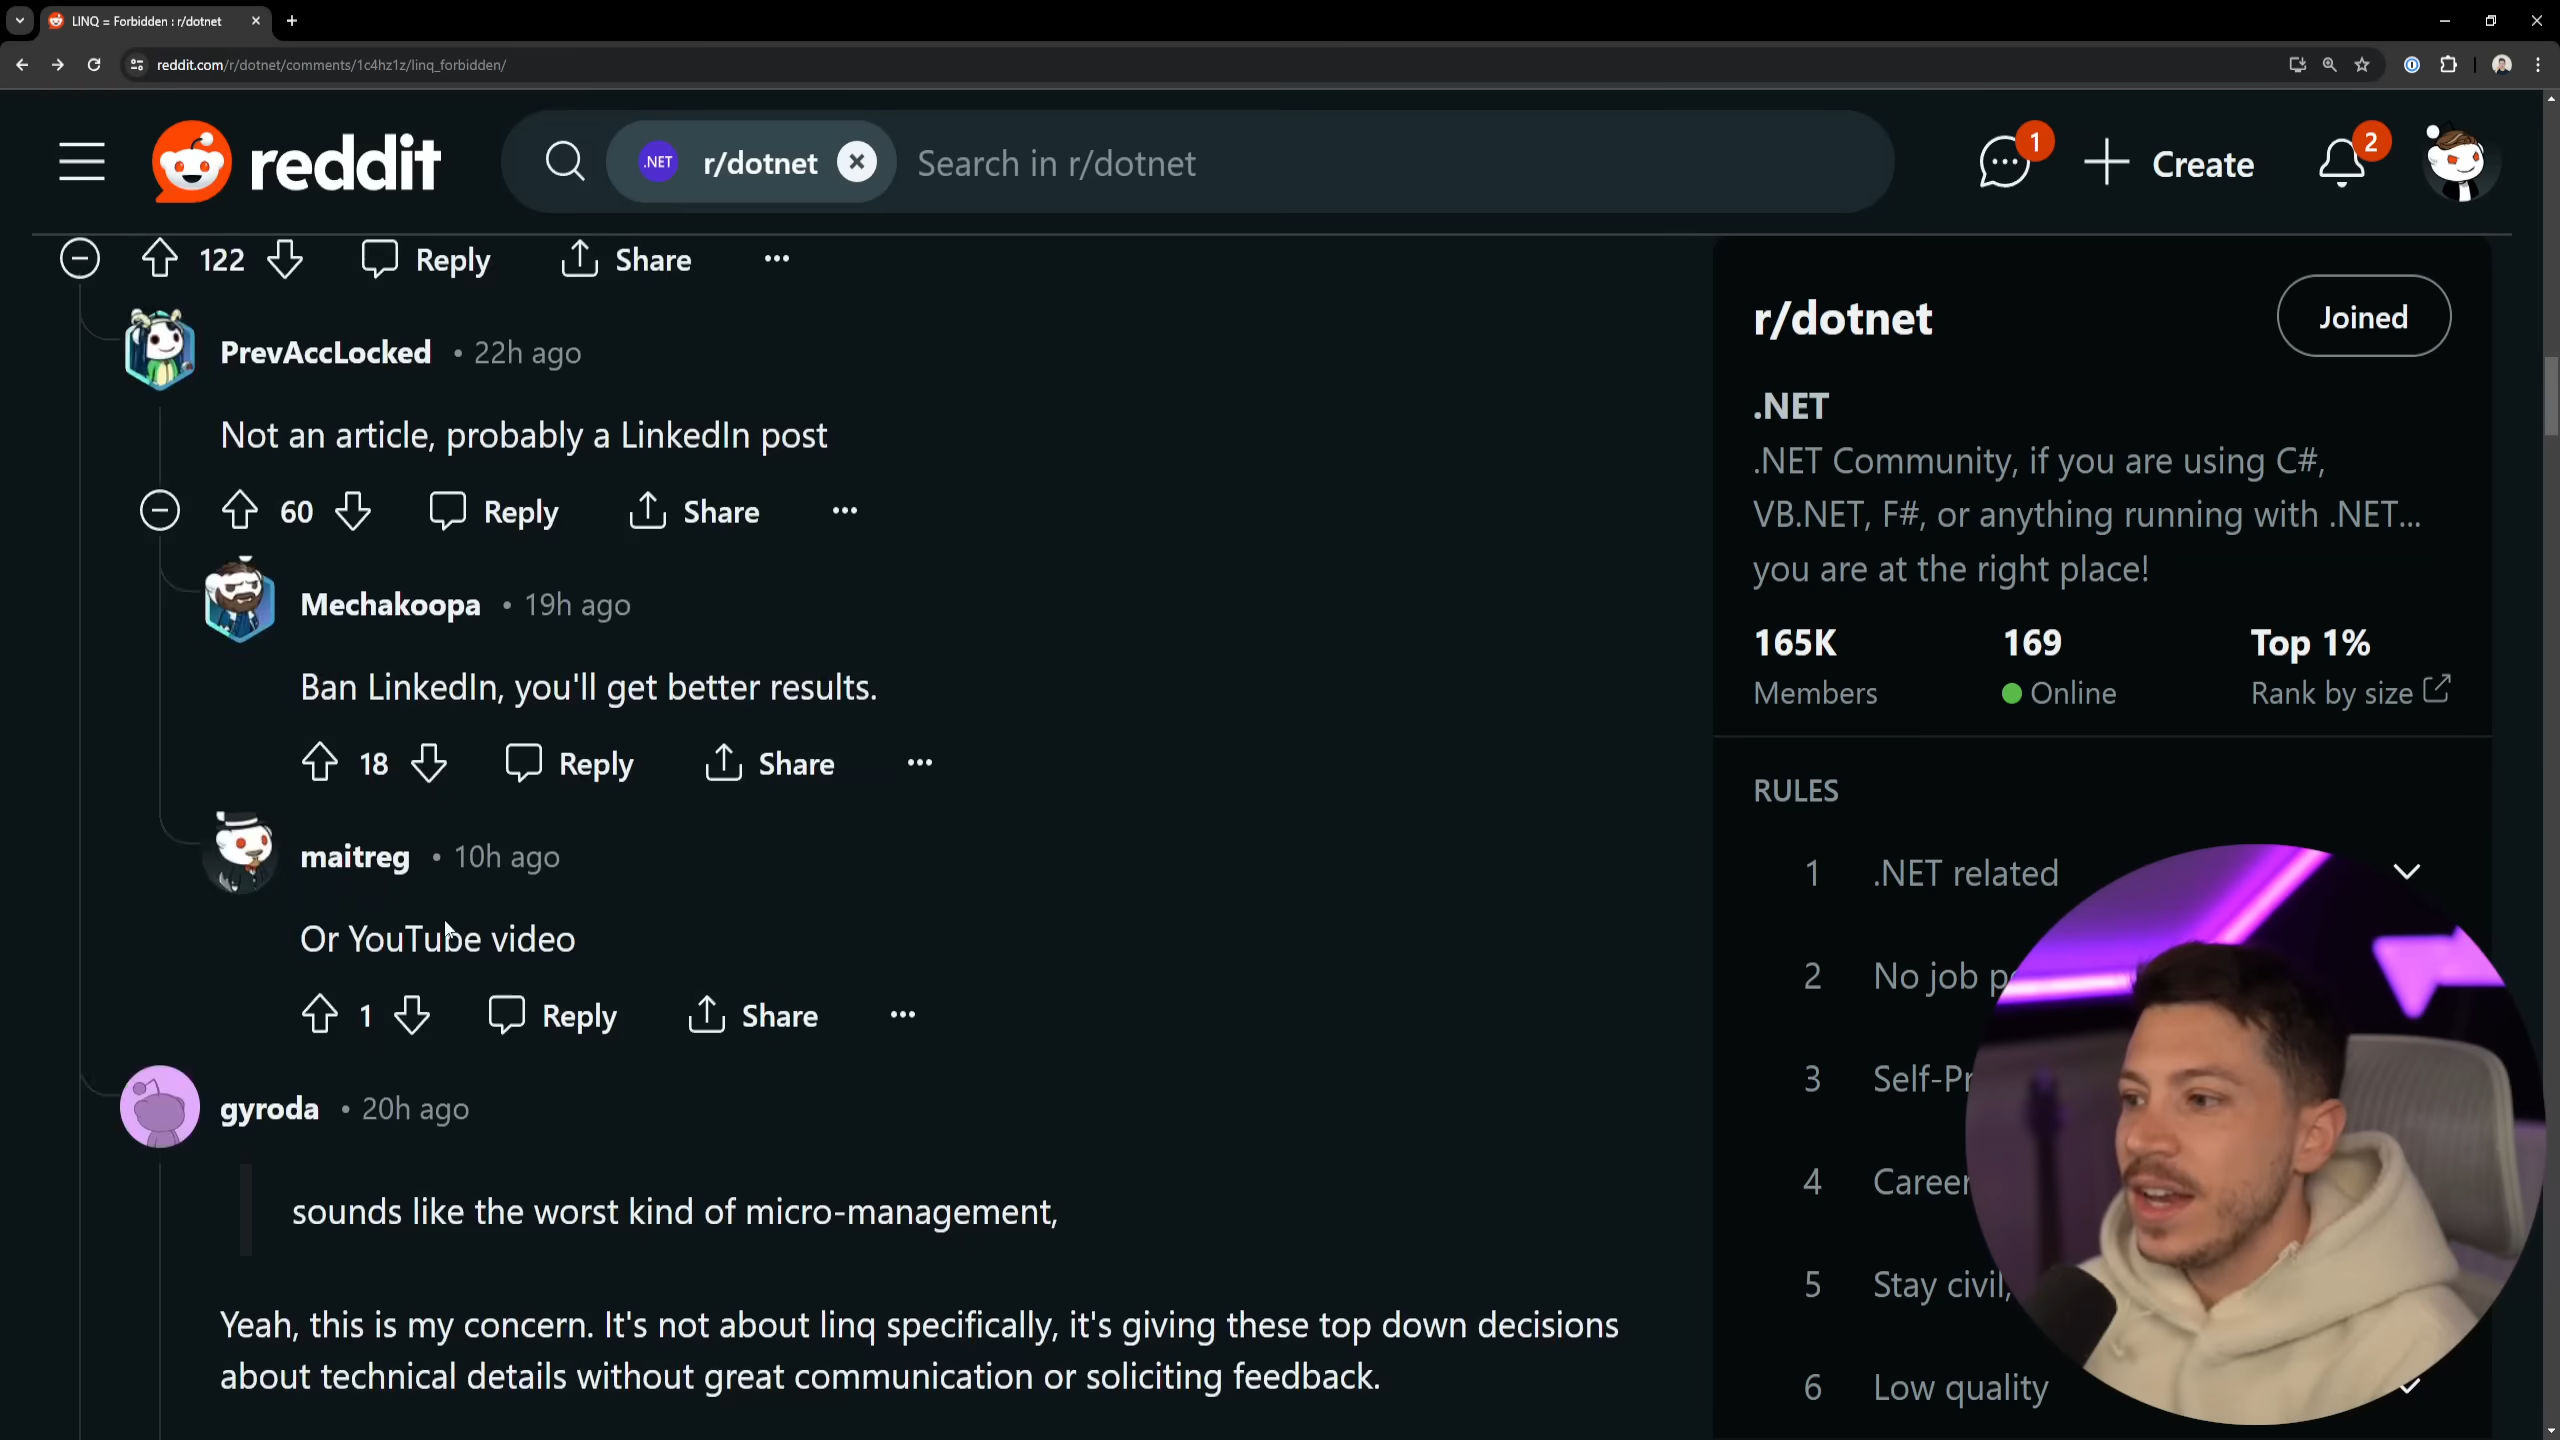 LINQ = Forbidden : r/dotnet
reddit.com/r/dotnet/comments/1c4hz1z/linq_forbidden/
reddit
.NET r/dotnet
Search in r/dotnet
1
Create
2
122 Reply Share
PrevAccLocked • 22h ago
Not an article, probably a LinkedIn post
60 Reply Share
Mechakoopa • 19h ago
Ban LinkedIn, you'll get better results.
18 Reply Share
maitreg • 10h ago
Or YouTube video
1 Reply Share
gyroda • 20h ago
sounds like the worst kind of micro-management,
Yeah, this is my concern. It's not about linq specifically, it's giving these top down decisions
about technical details without great communication or soliciting feedback.
r/dotnet
Joined
.NET
.NET Community, if you are using C#,
VB.NET, F#, or anything running with .NET...
you are at the right place!
165K 169 Top 1%
Members Online Rank by size
RULES
1 .NET related
2 No job
3
4 Career
5 Stay civil,
6 Low quality